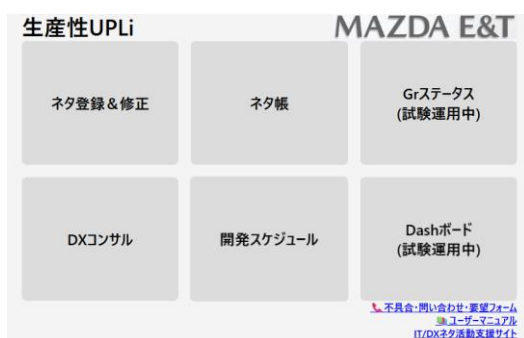 生産性UPLi
MAZDA E&T
ネタ登録＆修正
ネタ帳
Grステータス
(試験運用中)
DXコンサル
開発スケジュール
Dashボード
(試験運用中)
不具合・問い合わせ・要望フォーム
ユーザーマニュアル
IT/DXネタ活動支援サイト